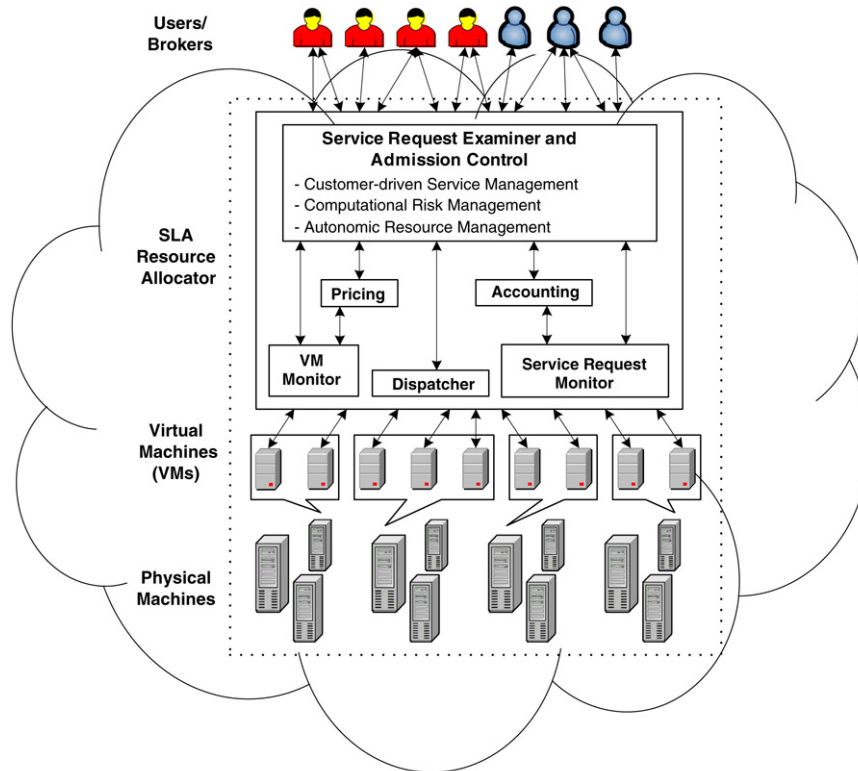 Users/
Brokers
Service Request Examiner and
Admission Control
- Customer-driven Service Management
- Computational Risk Management
- Autonomic Resource Management
SLA
Resource
Allocator
Pricing
Accounting
VM
Monitor
Dispatcher
Service Request
Monitor
Virtual
Machines
(VMs)
Physical
Machines